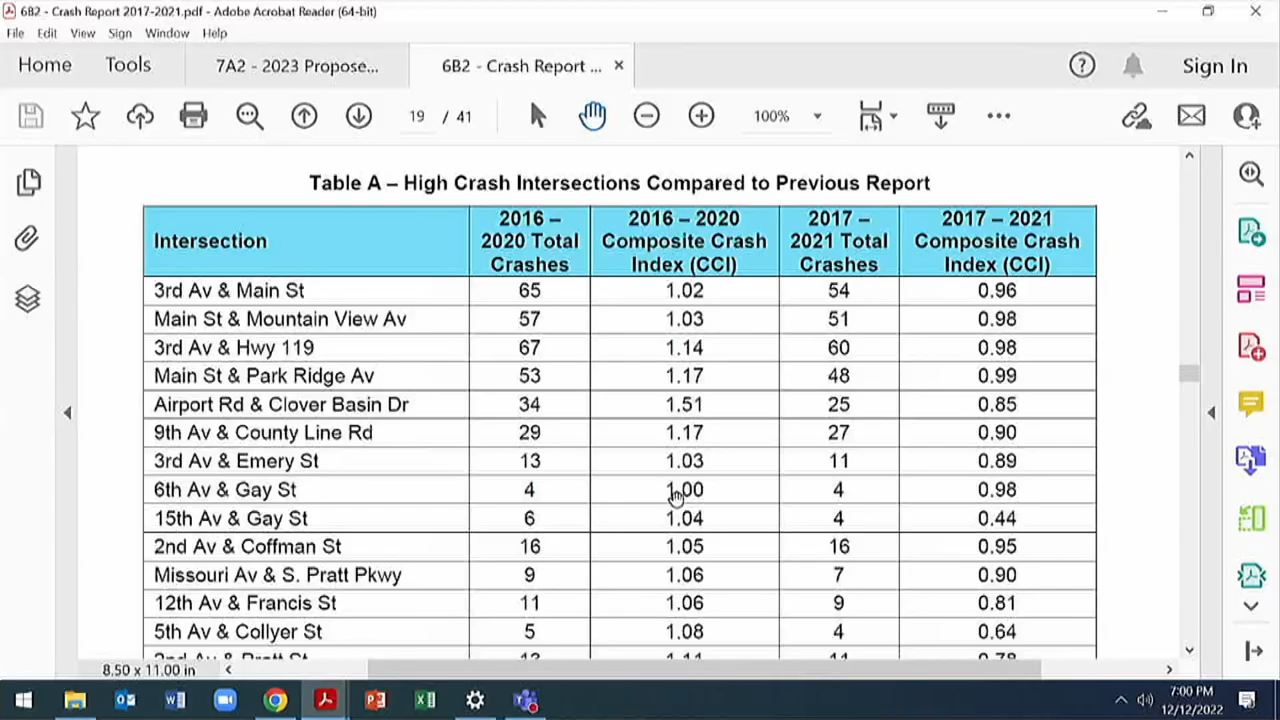 6B2 - Crash Report 2017-2021.pdf - Adobe Acrobat Reader (64-bit)
File Edit View Sign Window Help
Home Tools 7A2 - 2023 Propose... 6B2 - Crash Report ... × Sign In
19 / 41 100%
Table A – High Crash Intersections Compared to Previous Report
Intersection 2016 – 2020 Total Crashes 2016 – 2020 Composite Crash Index (CCI) 2017 – 2021 Total Crashes 2017 – 2021 Composite Crash Index (CCI)
3rd Av & Main St 65 1.02 54 0.96
Main St & Mountain View Av 57 1.03 51 0.98
3rd Av & Hwy 119 67 1.14 60 0.98
Main St & Park Ridge Av 53 1.17 48 0.99
Airport Rd & Clover Basin Dr 34 1.51 25 0.85
9th Av & County Line Rd 29 1.17 27 0.90
3rd Av & Emery St 13 1.03 11 0.89
6th Av & Gay St 4 1.00 4 0.98
15th Av & Gay St 6 1.04 4 0.44
2nd Av & Coffman St 16 1.05 16 0.95
Missouri Av & S. Pratt Pkwy 9 1.06 7 0.90
12th Av & Francis St 11 1.06 9 0.81
5th Av & Collyer St 5 1.08 4 0.64
8.50 x 11.00 in
7:00 PM
12/12/2022